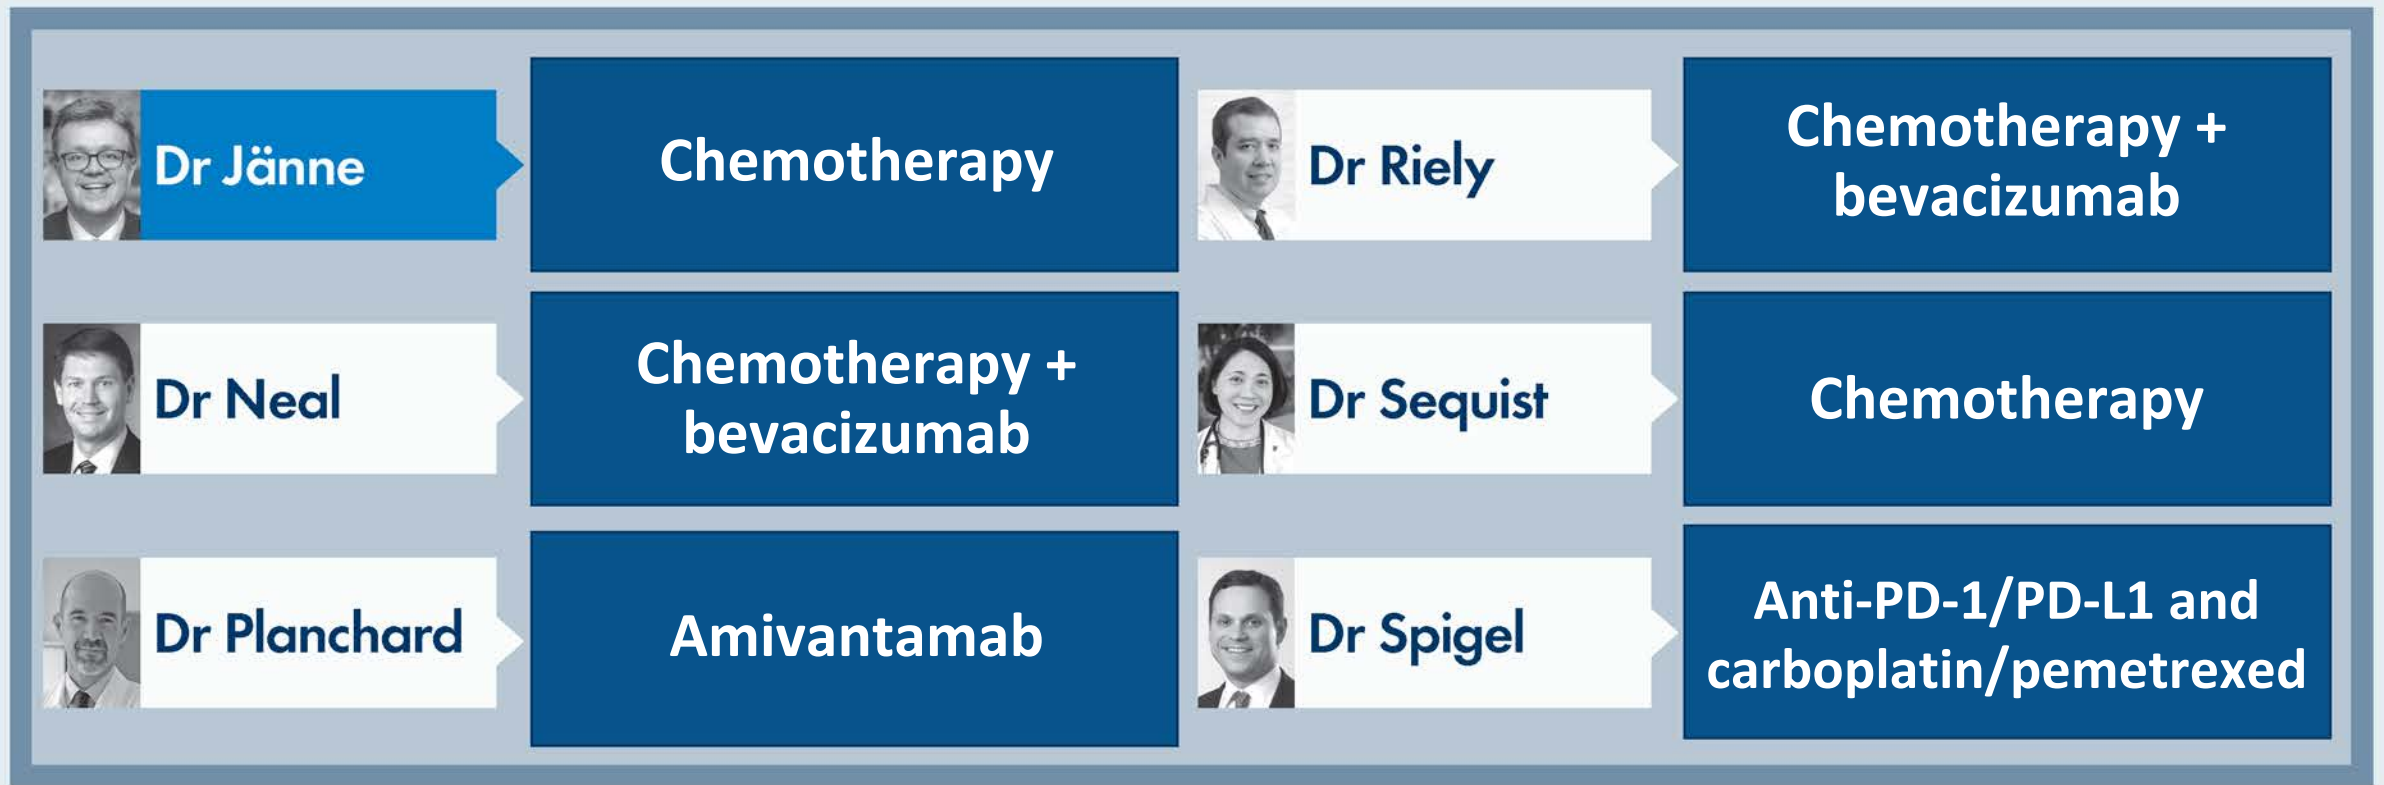 Dr Jänne
Chemotherapy
Dr Riely
Chemotherapy +
bevacizumab
Dr Neal
Chemotherapy +
bevacizumab
Dr Sequist
Chemotherapy
Dr Planchard
Amivantamab
Dr Spigel
Anti-PD-1/PD-L1 and
carboplatin/pemetrexed